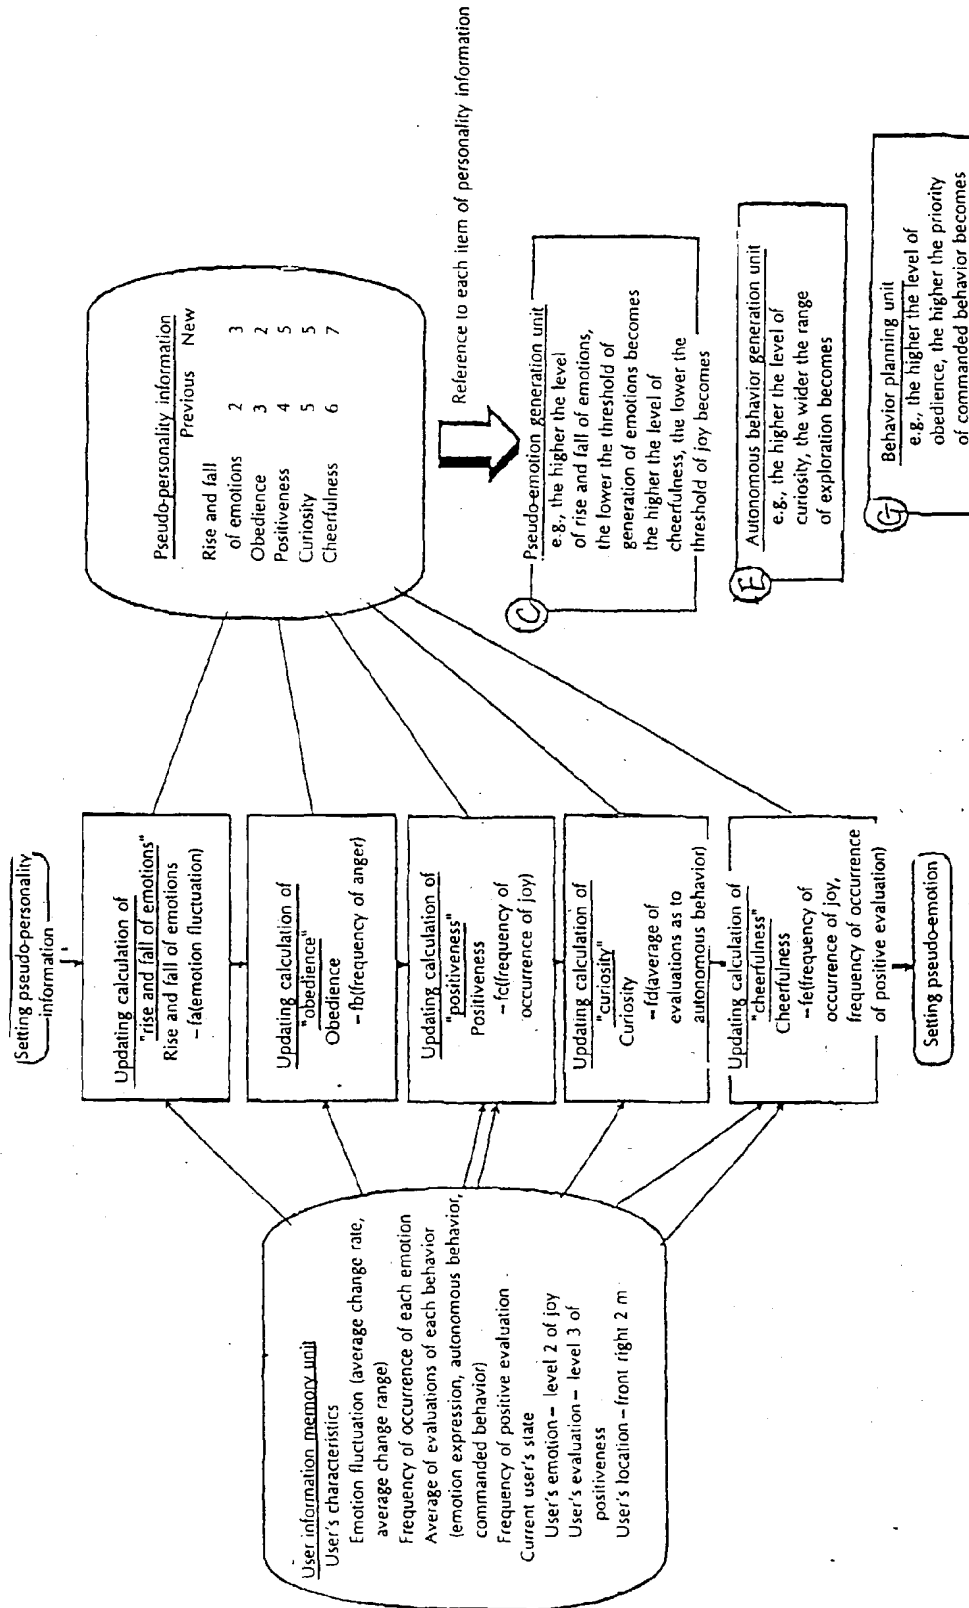 Setting pseudo-personality
information
User information memory unit
User's characteristics
Emotion fluctuation (average change rate,
average change range)
Frequency of occurrence of each emotion
Average of evaluations of each behavior
(emotion expression, autonomous behavior,
commanded behavior)
Frequency of positive evaluation
Current user's state
User's emotion – level 2 of joy
User's evaluation – level 3 of
positiveness
User's location – front right 2 m
Updating calculation of
"rise and fall of emotions"
Rise and fall of emotions
– fa(emotion fluctuation)
Updating calculation of
"obedience"
Obedience
– fb(frequency of anger)
Updating calculation of
"positiveness"
Positiveness
– fc(frequency of
occurrence of joy)
Updating calculation of
"curiosity"
Curiosity
– fd(average of
evaluations as to
autonomous behavior)
Updating calculation of
"cheerfulness"
Cheerfulness
– fe(frequency of
occurrence of joy,
frequency of occurrence
of positive evaluation)
Setting pseudo-emotion
Pseudo-personality information
Previous New
Rise and fall
of emotions 2 3
Obedience 3 2
Positiveness 4 5
Curiosity 5 5
Cheerfulness 6 7
Reference to each item of personality information
C
Pseudo-emotion generation unit
e.g., the higher the level
of rise and fall of emotions,
the lower the threshold of
generation of emotions becomes
the higher the level of
cheerfulness, the lower the
threshold of joy becomes
E
Autonomous behavior generation unit
e.g., the higher the level of
curiosity, the wider the range
of exploration becomes
G
Behavior planning unit
e.g., the higher the level of
obedience, the higher the priority
of commanded behavior becomes